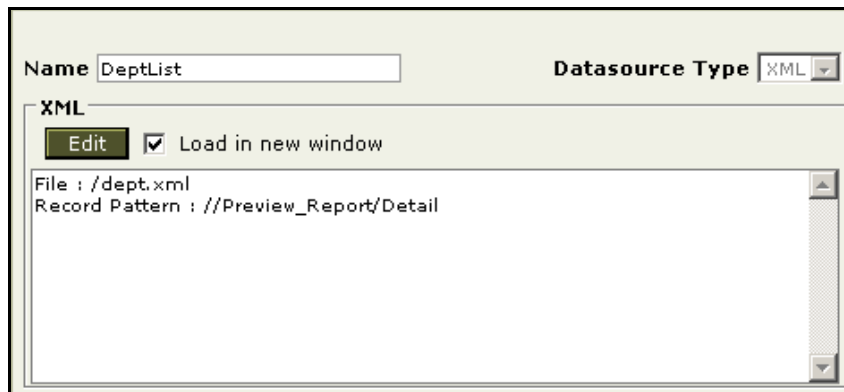 Name DeptList Datasource Type XML
XML
Edit Load in new window
File : /dept.xml
Record Pattern : //Preview_Report/Detail